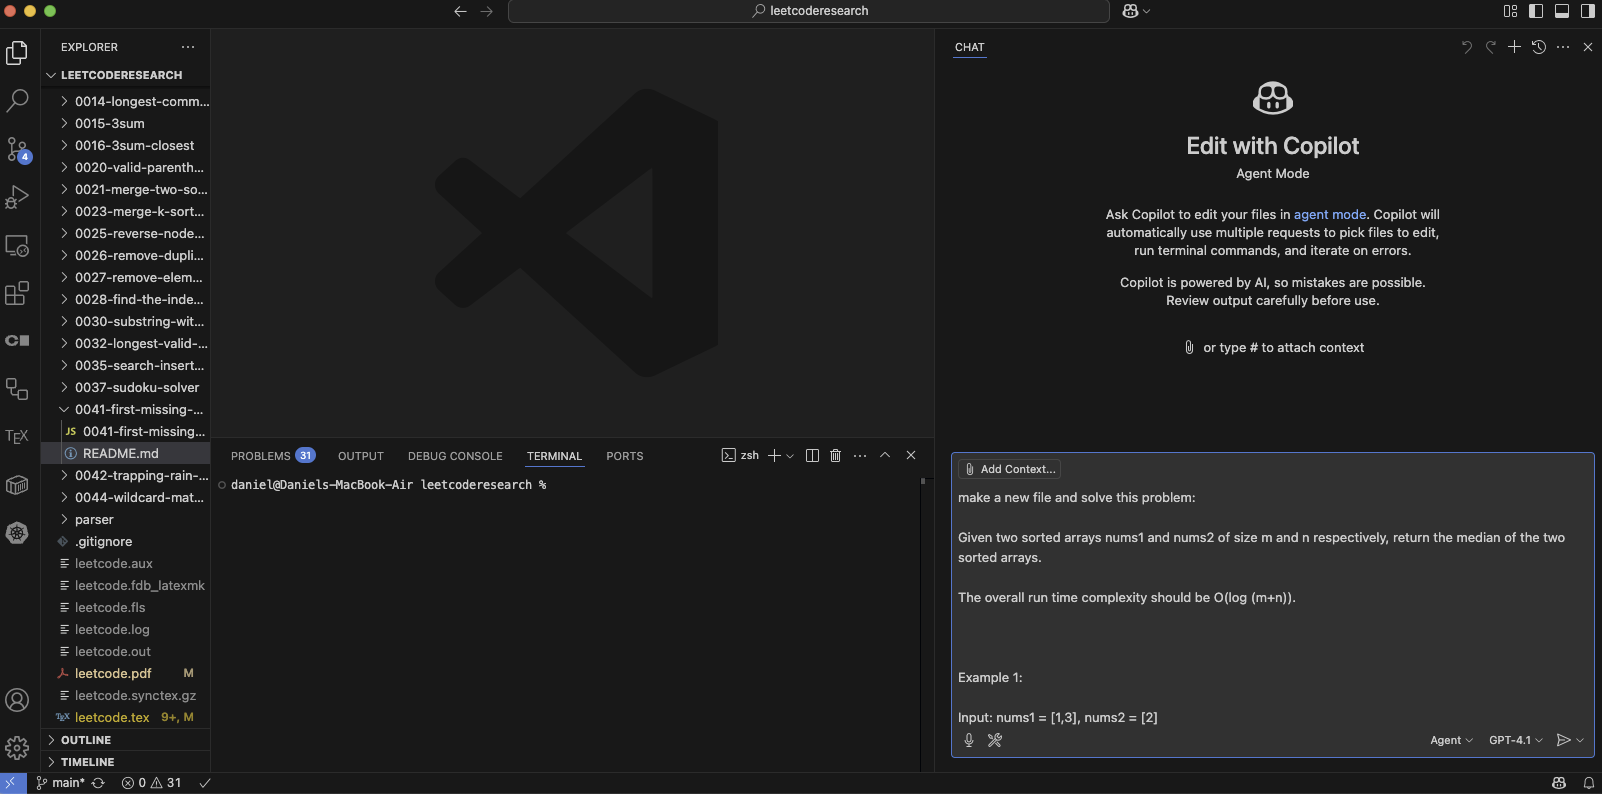 leetcoderesearch
EXPLORER
LEETCODERESEARCH
0014-longest-comm...
0015-3sum
0016-3sum-closest
0020-valid-parenth...
0021-merge-two-so...
0023-merge-k-sort...
0025-reverse-node...
0026-remove-dupli...
0027-remove-elem...
0028-find-the-inde...
0030-substring-wit...
0032-longest-valid-...
0035-search-insert...
0037-sudoku-solver
0041-first-missing-...
JS 0041-first-missing...
README.md
0042-trapping-rain-...
0044-wildcard-mat...
parser
.gitignore
leetcode.aux
leetcode.fdb_latexmk
leetcode.fls
leetcode.log
leetcode.out
leetcode.pdf M
leetcode.synctex.gz
TEX leetcode.tex 9+, M
OUTLINE
TIMELINE
4
TEX
PROBLEMS 31 OUTPUT DEBUG CONSOLE TERMINAL PORTS zsh
daniel@Daniels-MacBook-Air leetcoderesearch %
CHAT
Edit with Copilot
Agent Mode
Ask Copilot to edit your files in agent mode. Copilot will
automatically use multiple requests to pick files to edit,
run terminal commands, and iterate on errors.
Copilot is powered by AI, so mistakes are possible.
Review output carefully before use.
or type # to attach context
Add Context...
make a new file and solve this problem:
Given two sorted arrays nums1 and nums2 of size m and n respectively, return the median of the two
sorted arrays.
The overall run time complexity should be O(log (m+n)).
Example 1:
Input: nums1 = [1,3], nums2 = [2]
Agent GPT-4.1
main* 0 31